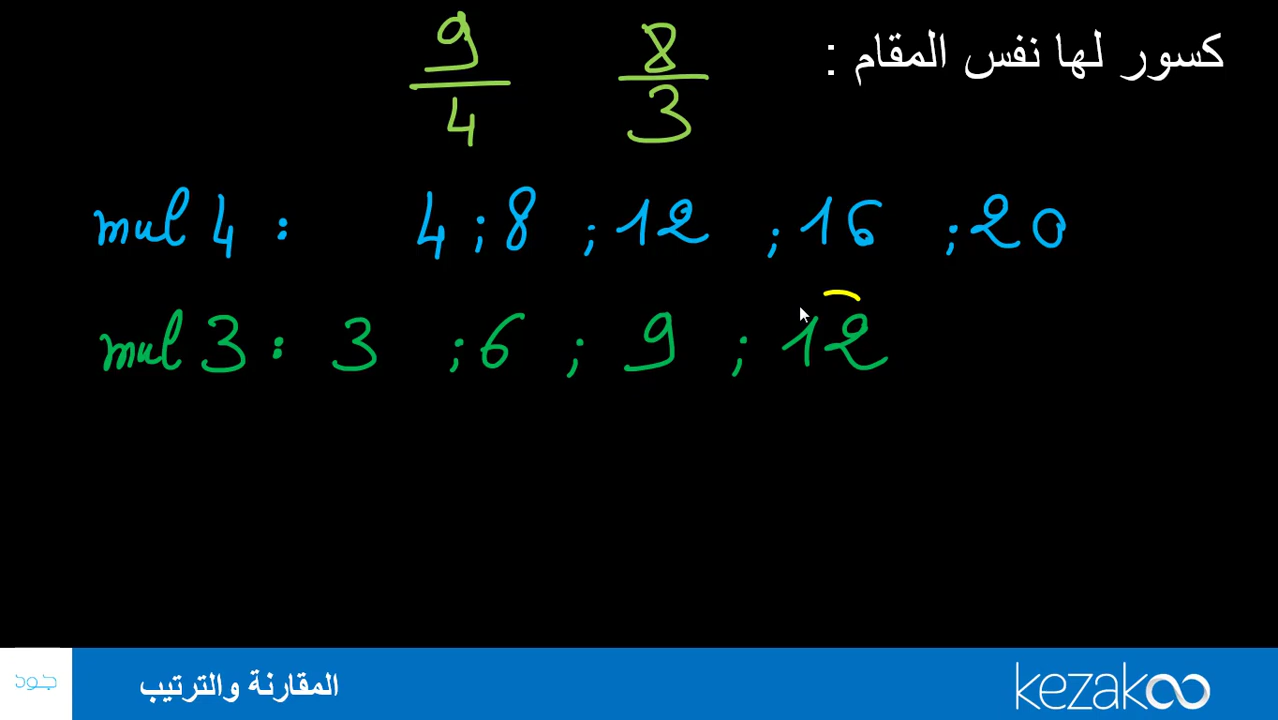 كسور لها نفس المقام :
9/4 8/3
mul 4 : 4 ; 8 ; 12 ; 16 ; 20
mul 3 : 3 ; 6 ; 9 ; 12
جود
المقارنة والترتيب
kezakoo